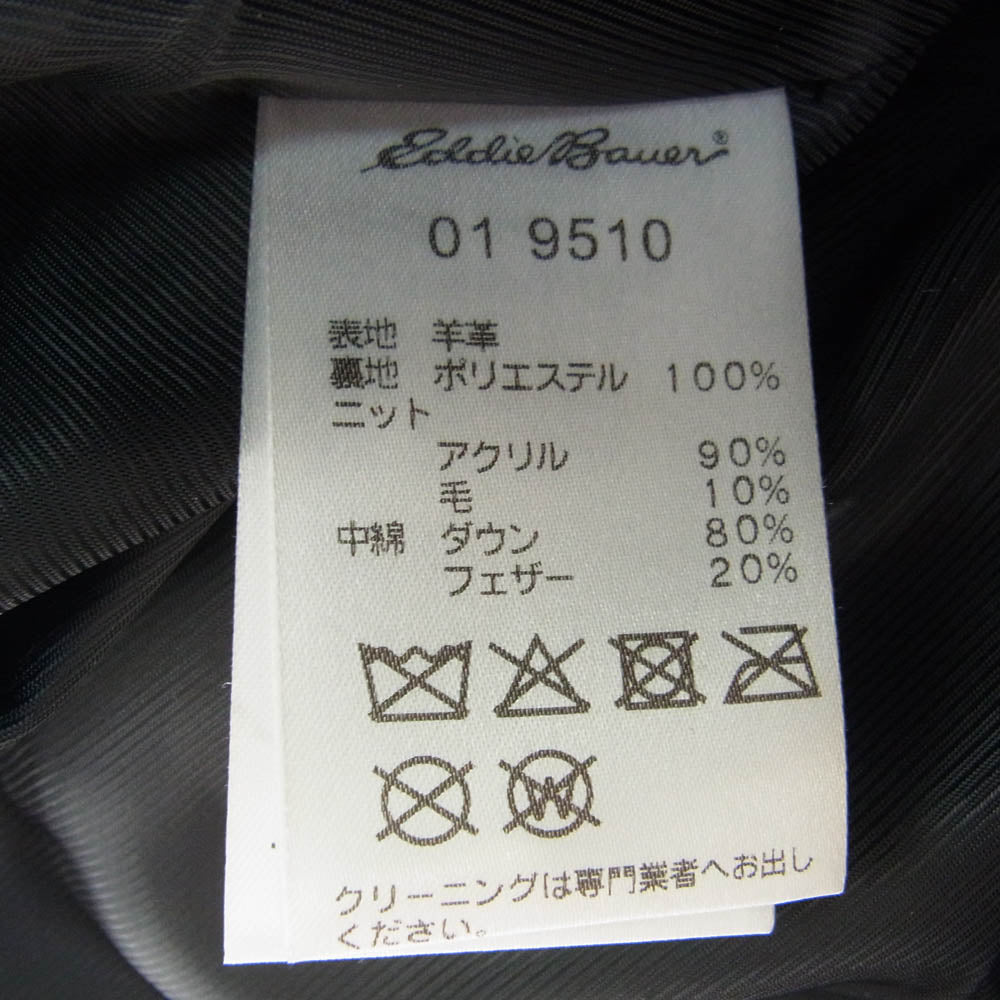 Eddie Bauer®
01 9510
表地 羊革
裏地 ポリエステル 100%
ニット
アクリル 90%
毛 10%
中綿 ダウン 80%
フェザー 20%
W
クリーニングは専門業者へお出し
ください。